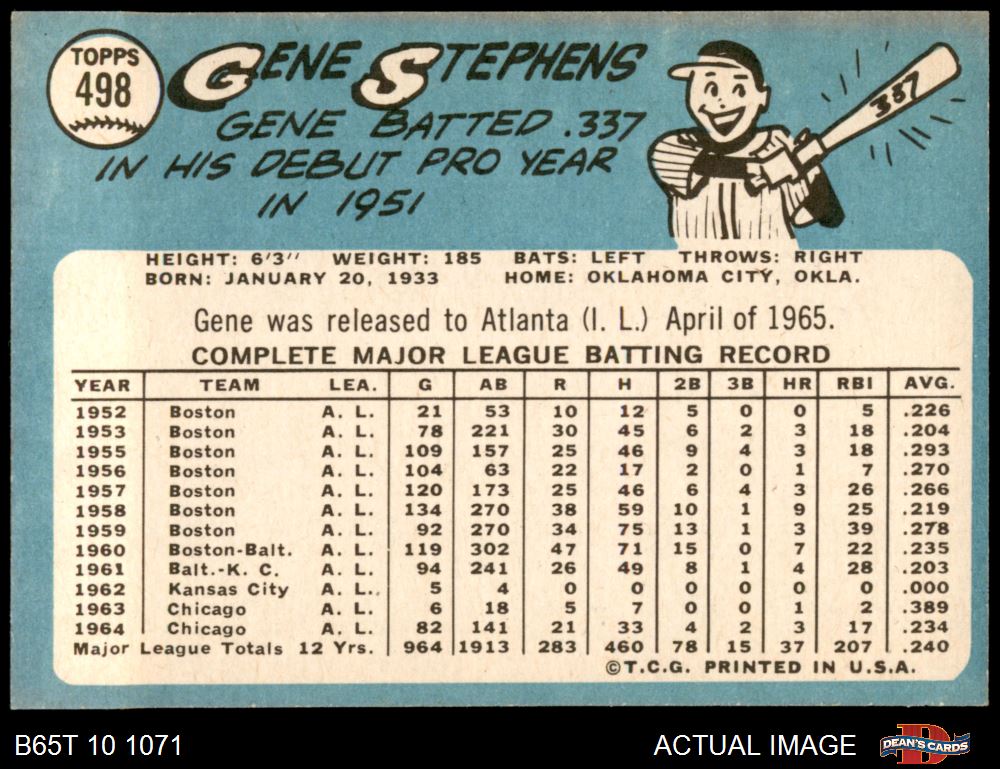 TOPPS
498
GENE STEPHENS
GENE BATTED .337
IN HIS DEBUT PRO YEAR
IN 1951
337
HEIGHT: 6'3" WEIGHT: 185 BATS: LEFT THROWS: RIGHT
BORN: JANUARY 20, 1933 HOME: OKLAHOMA CITY, OKLA.
Gene was released to Atlanta (I. L.) April of 1965.
COMPLETE MAJOR LEAGUE BATTING RECORD
YEAR TEAM LEA. G AB R H 2B 3B HR RBI AVG.
1952 Boston A. L. 21 53 10 12 5 0 0 5 .226
1953 Boston A. L. 78 221 30 45 6 2 3 18 .204
1955 Boston A. L. 109 157 25 46 9 4 3 18 .293
1956 Boston A. L. 104 63 22 17 2 0 1 7 .270
1957 Boston A. L. 120 173 25 46 6 4 3 26 .266
1958 Boston A. L. 134 270 38 59 10 1 9 25 .219
1959 Boston A. L. 92 270 34 75 13 1 3 39 .278
1960 Boston-Balt. A. L. 119 302 47 71 15 0 7 22 .235
1961 Balt.-K. C. A. L. 94 241 26 49 8 1 4 28 .203
1962 Kansas City A. L. 5 4 0 0 0 0 0 0 .000
1963 Chicago A. L. 6 18 5 7 0 0 1 2 .389
1964 Chicago A. L. 82 141 21 33 4 2 3 17 .234
Major League Totals 12 Yrs. 964 1913 283 460 78 15 37 207 .240
©T.C.G. PRINTED IN U.S.A.
B65T 10 1071
ACTUAL IMAGE
DEAN'S CARDS